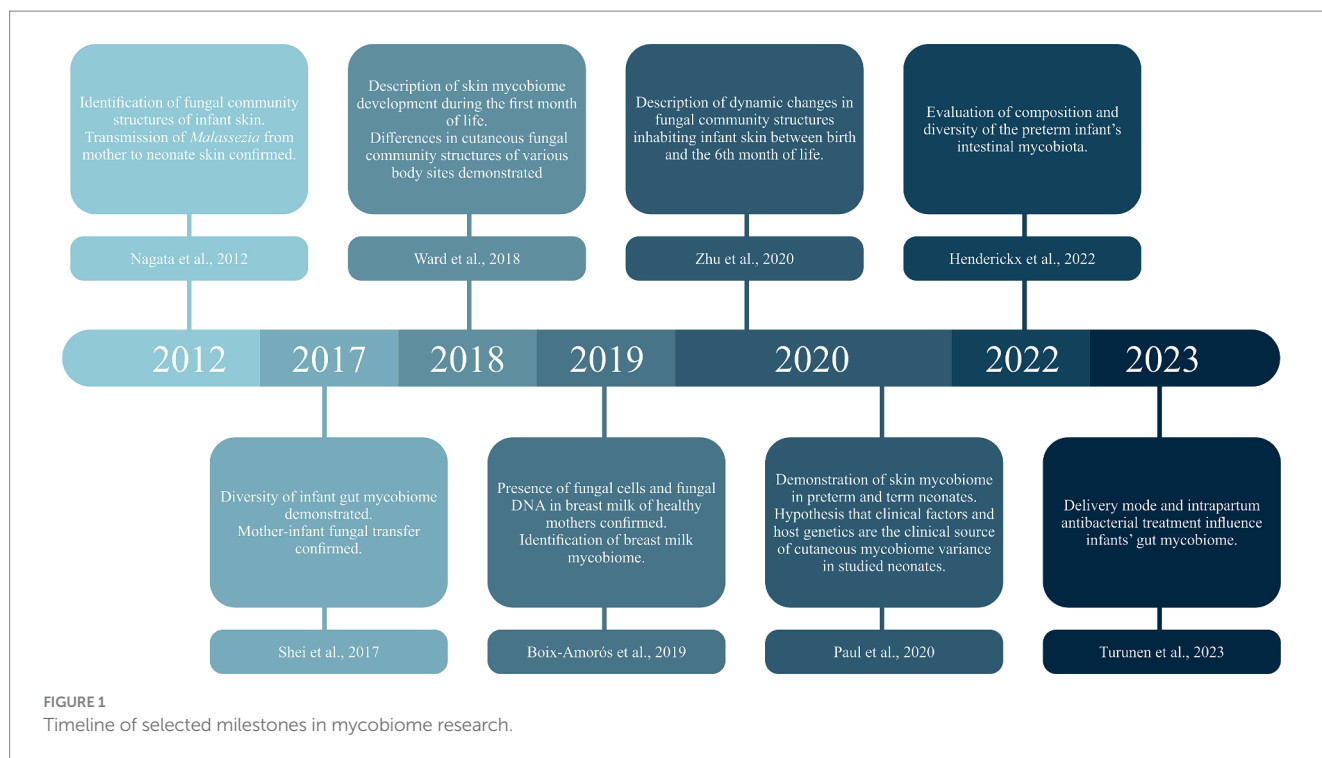 Identification of fungal community
structures of infant skin.
Transmission of Malassezia from
mother to neonate skin confirmed.
Nagata et al., 2012
Description of skin mycobiome
development during the first month
of life.
Differences in cutaneous fungal
community structures of various
body sites demonstrated
Ward et al., 2018
Description of dynamic changes in
fungal community structures
inhabiting infant skin between birth
and the 6th month of life.
Zhu et al., 2020
Evaluation of composition and
diversity of the preterm infant's
intestinal mycobiota.
Henderickx et al., 2022
2012
2017
2018
2019
2020
2022
2023
Diversity of infant gut mycobiome
demonstrated.
Mother-infant fungal transfer
confirmed.
Shei et al., 2017
Presence of fungal cells and fungal
DNA in breast milk of healthy
mothers confirmed.
Identification of breast milk
mycobiome.
Boix-Amorós et al., 2019
Demonstration of skin mycobiome
in preterm and term neonates.
Hypothesis that clinical factors and
host genetics are the clinical source
of cutaneous mycobiome variance
in studied neonates.
Paul et al., 2020
Delivery mode and intrapartum
antibacterial treatment influence
infants' gut mycobiome.
Turunen et al., 2023
FIGURE 1
Timeline of selected milestones in mycobiome research.